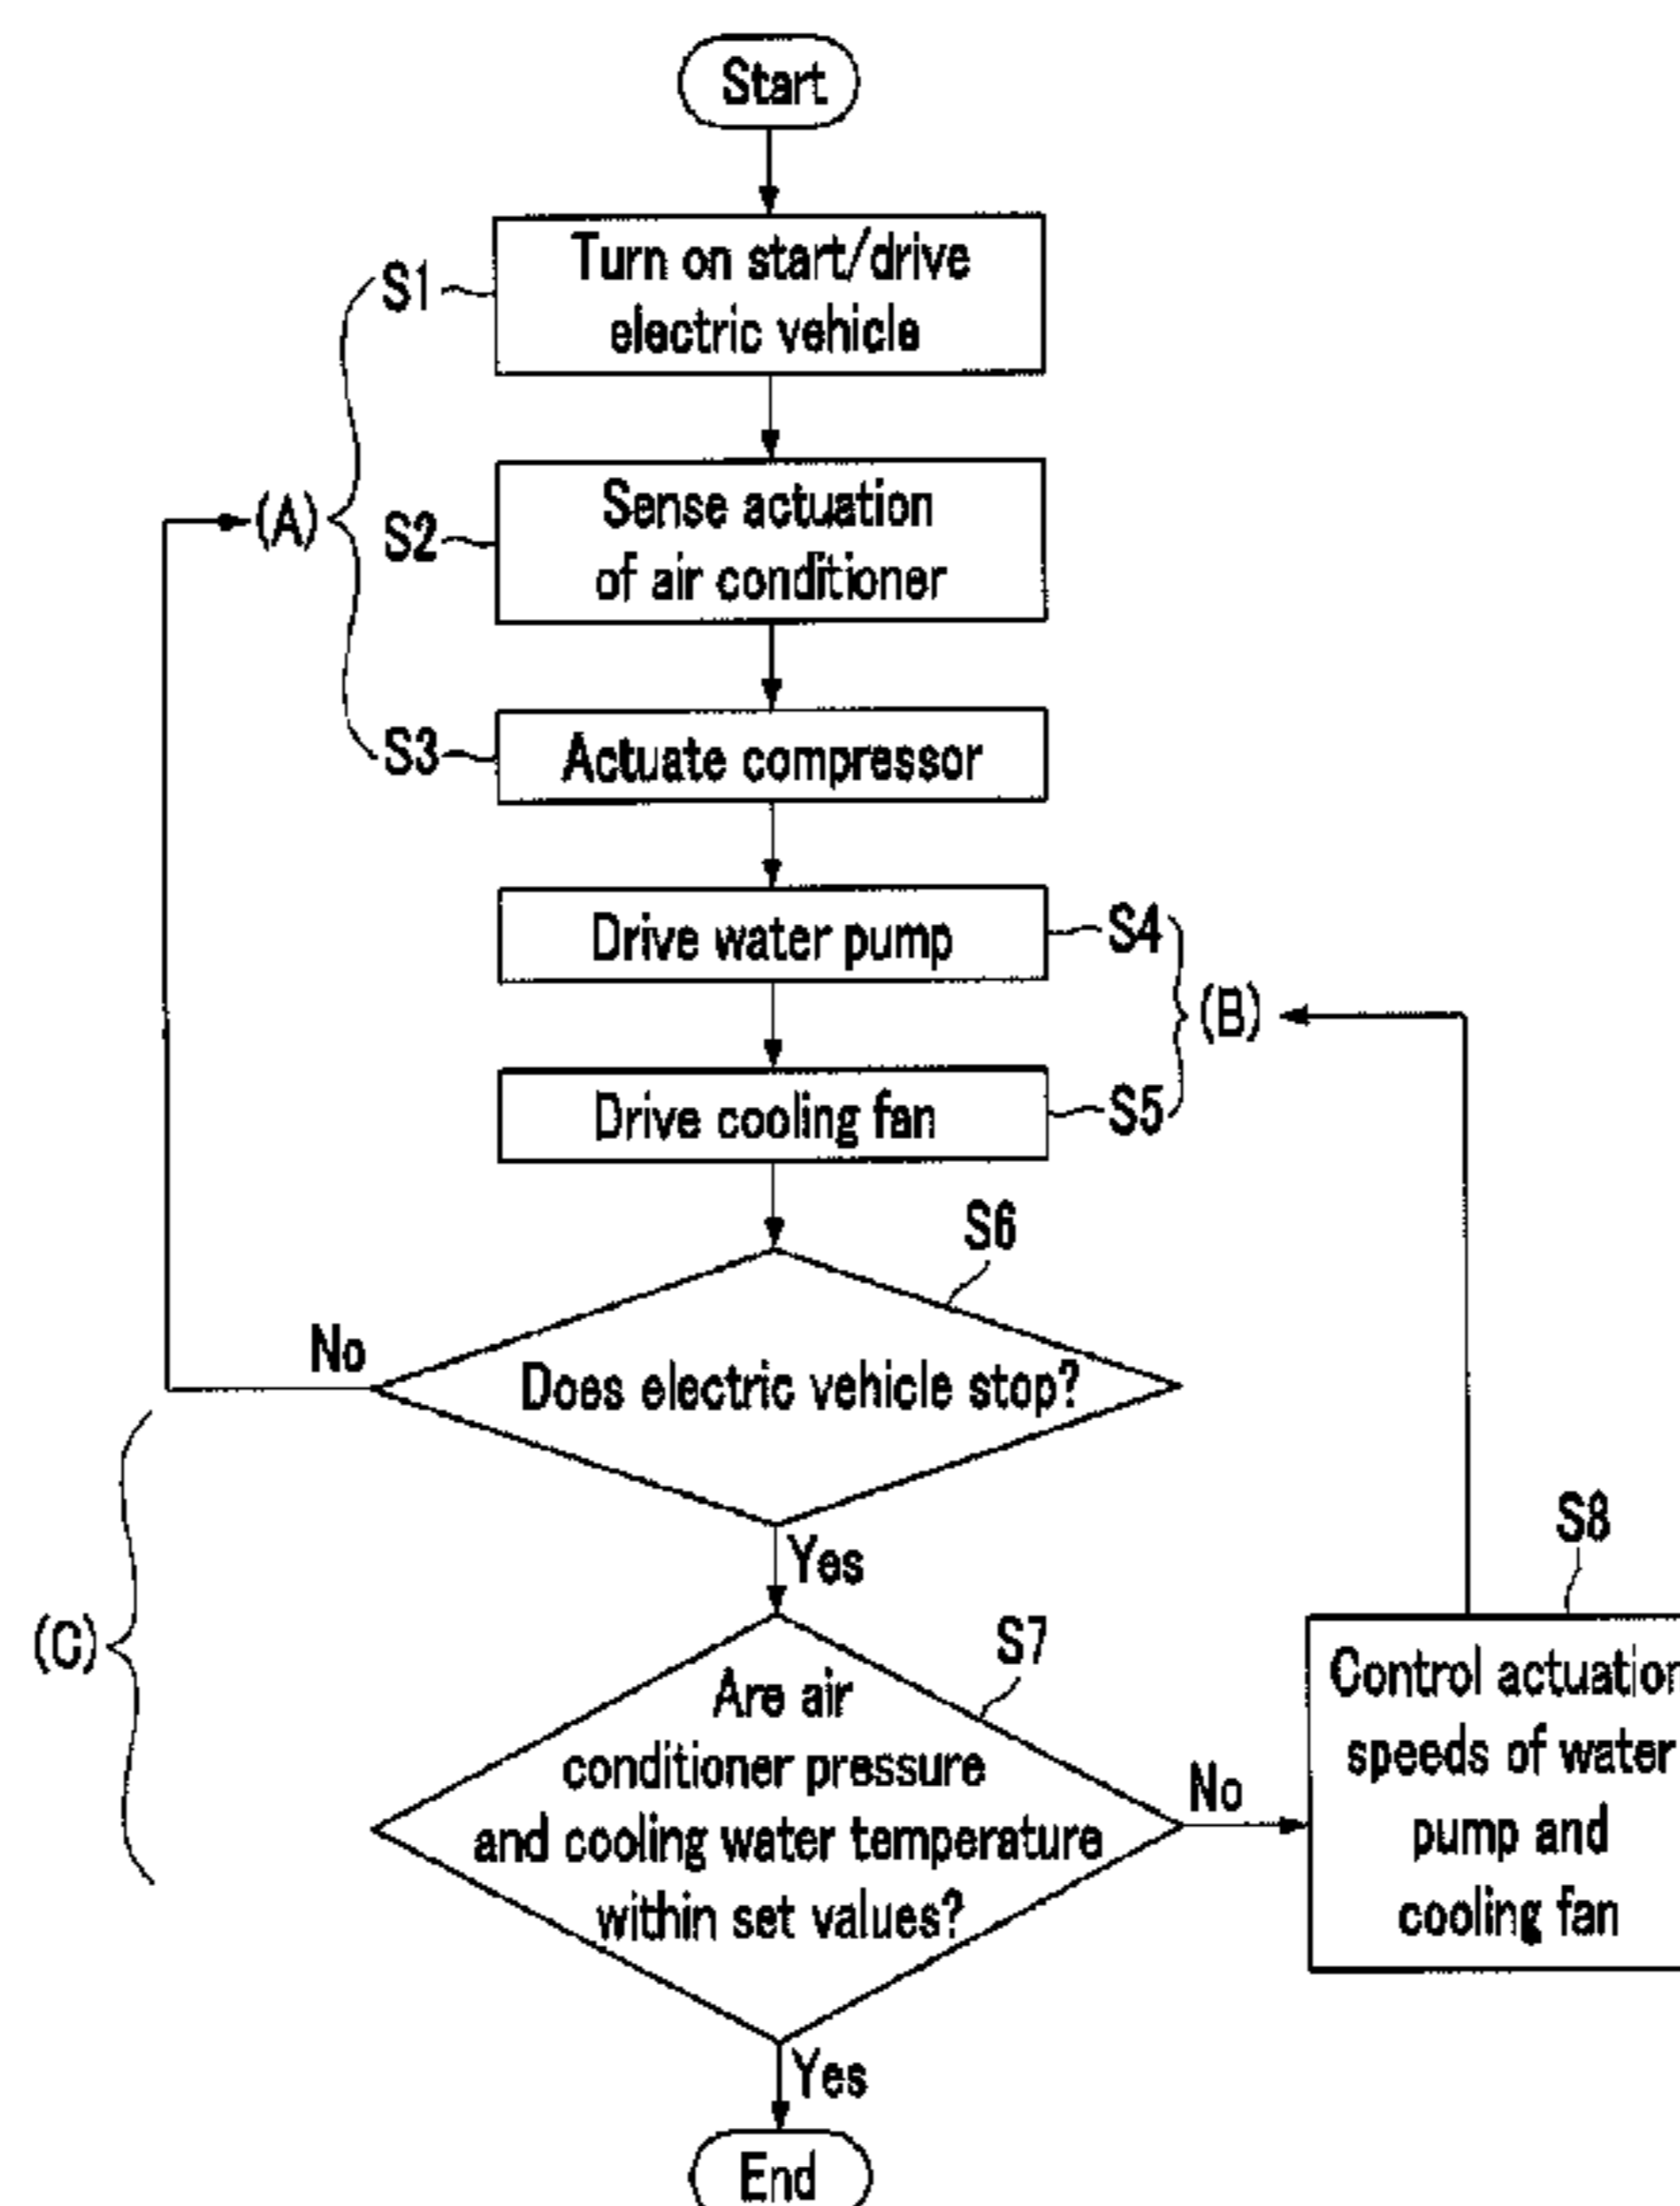 Start
S1
Turn on start/drive
electric vehicle
(A)
S2
Sense actuation
of air conditioner
S3
Actuate compressor
Drive water pump
S4
(B)
Drive cooling fan
S5
S6
No
Does electric vehicle stop?
Yes
(C)
S7
Are air
conditioner pressure
and cooling water temperature
within set values?
No
S8
Control actuation
speeds of water
pump and
cooling fan
Yes
End